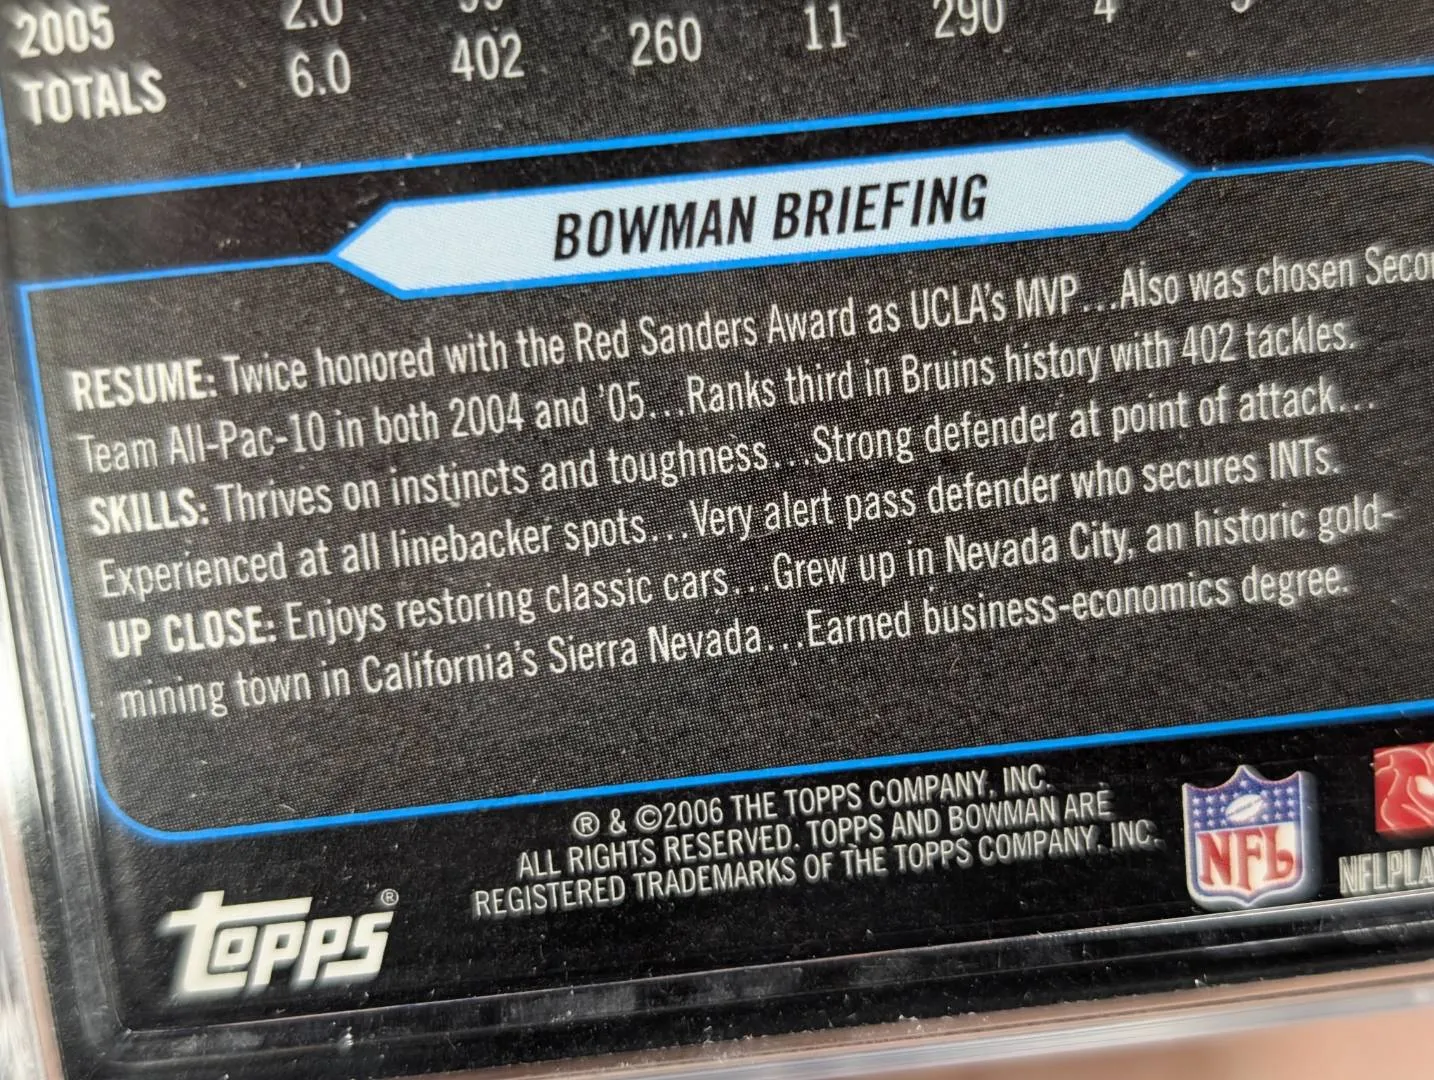 2005 2.0 290 4
TOTALS 6.0 402 260 11
BOWMAN BRIEFING
RESUME: Twice honored with the Red Sanders Award as UCLA's MVP...Also was chosen
Team All-Pac-10 in both 2004 and '05...Ranks third in Bruins history with 402 tackles.
SKILLS: Thrives on instincts and toughness...Strong defender at point of attack...
Experienced at all linebacker spots...Very alert pass defender who secures INTs.
UP CLOSE: Enjoys restoring classic cars...Grew up in Nevada City, an historic gold-
mining town in California's Sierra Nevada...Earned business-economics degree.
® & ©2006 THE TOPPS COMPANY, INC.
ALL RIGHTS RESERVED. TOPPS AND BOWMAN ARE
REGISTERED TRADEMARKS OF THE TOPPS COMPANY, INC.
TOPPS®
NFL